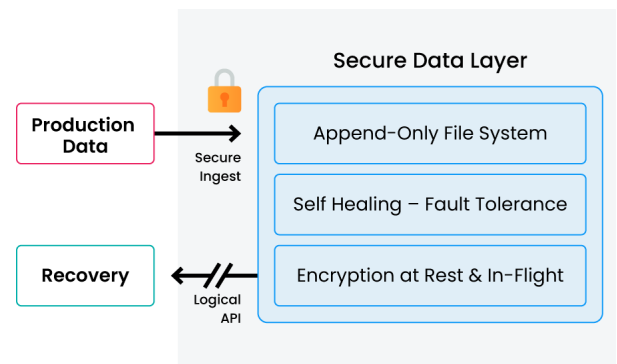 Secure Data Layer
Production
Data
Secure
Ingest
Append-Only File System
Self Healing – Fault Tolerance
Encryption at Rest & In-Flight
Recovery
Logical
API